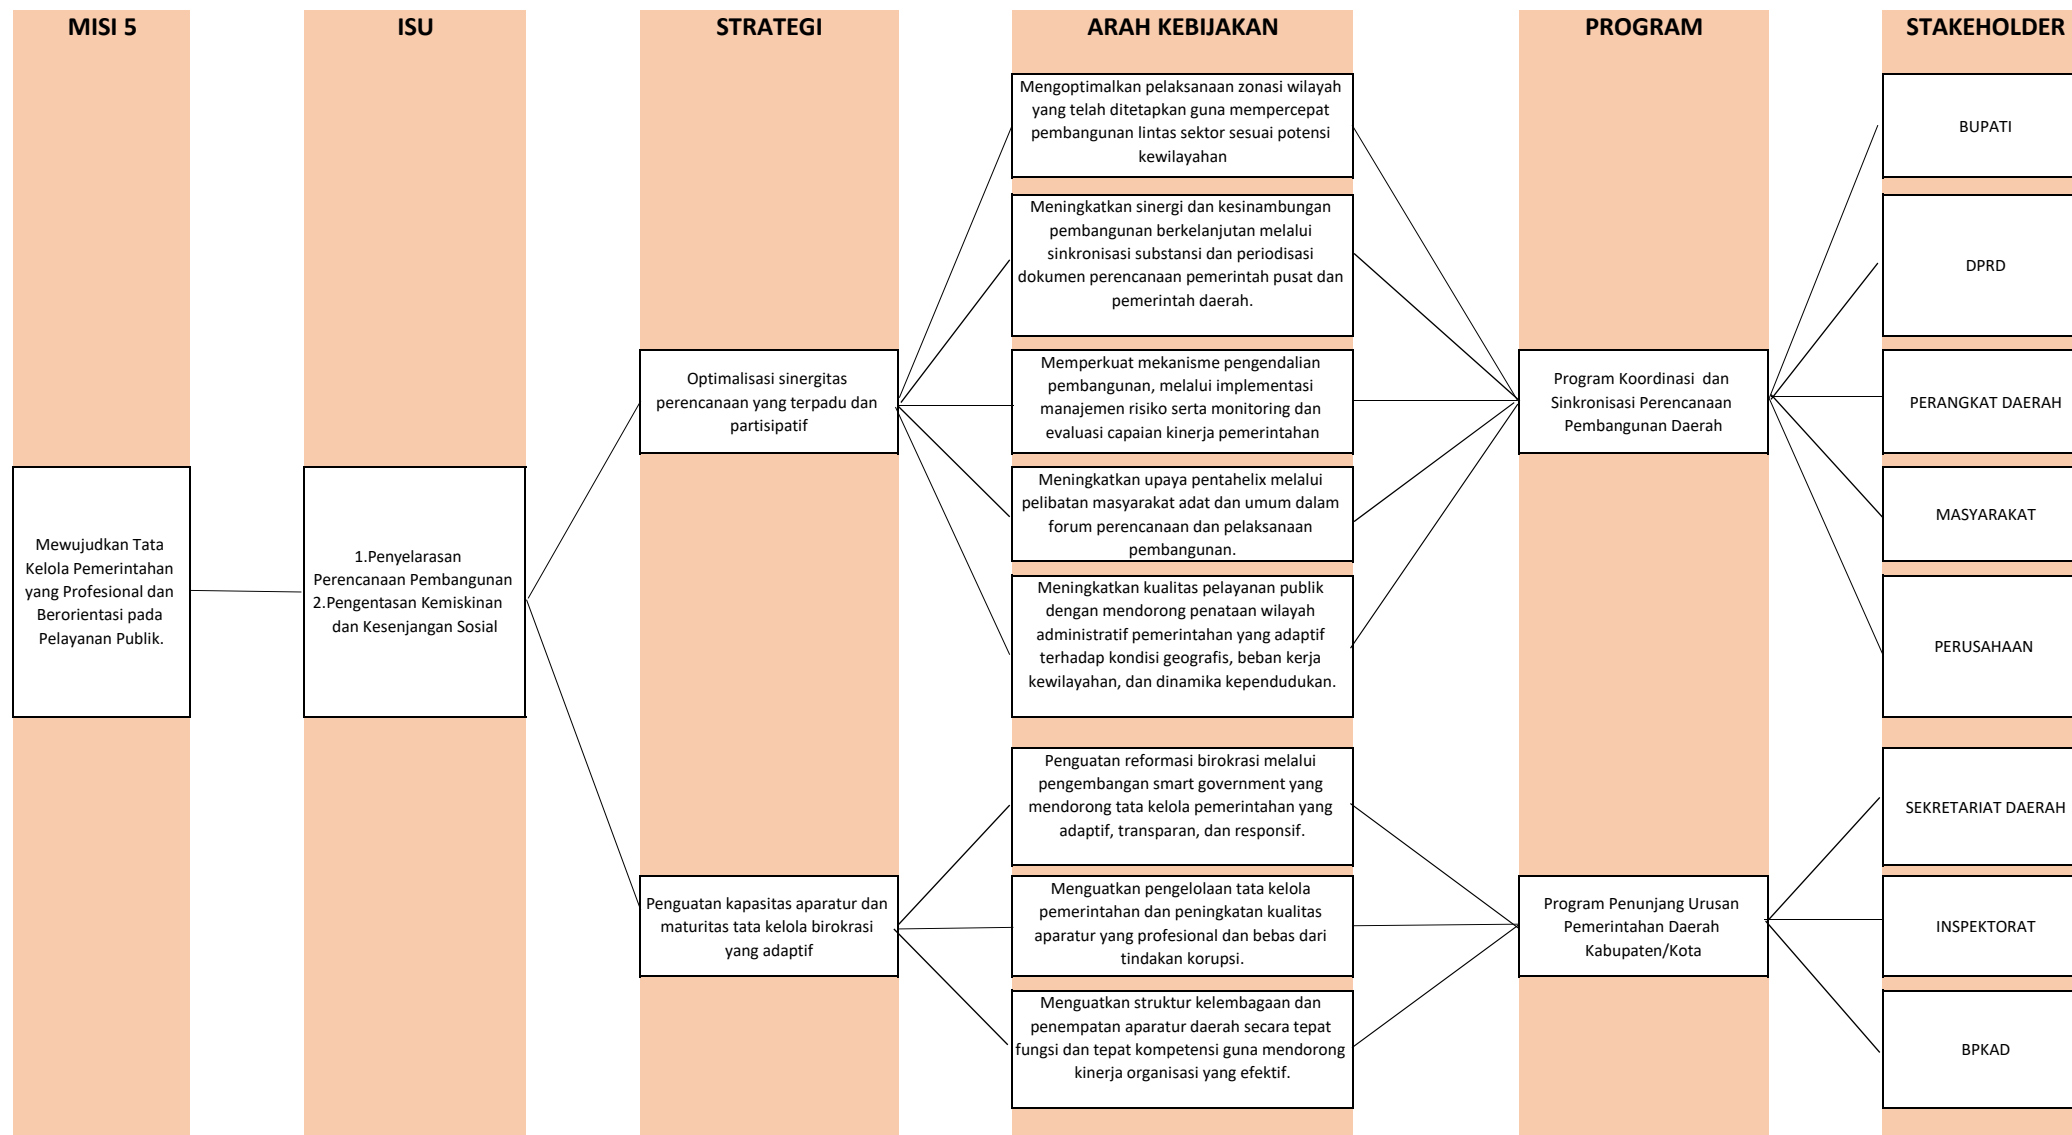 MISI 5
ISU
STRATEGI
ARAH KEBIJAKAN
PROGRAM
STAKEHOLDER
Mewujudkan Tata
Kelola Pemerintahan
yang Profesional dan
Berorientasi pada
Pelayanan Publik.
1.Penyelarasan
Perencanaan Pembangunan
2.Pengentasan Kemiskinan
dan Kesenjangan Sosial
Optimalisasi sinergitas
perencanaan yang terpadu dan
partisipatif
Penguatan kapasitas aparatur dan
maturitas tata kelola birokrasi
yang adaptif
Mengoptimalkan pelaksanaan zonasi wilayah
yang telah ditetapkan guna mempercepat
pembangunan lintas sektor sesuai potensi
kewilayahan
Meningkatkan sinergi dan kesinambungan
pembangunan berkelanjutan melalui
sinkronisasi substansi dan periodisasi
dokumen perencanaan pemerintah pusat dan
pemerintah daerah.
Memperkuat mekanisme pengendalian
pembangunan, melalui implementasi
manajemen risiko serta monitoring dan
evaluasi capaian kinerja pemerintahan
Meningkatkan upaya pentahelix melalui
pelibatan masyarakat adat dan umum dalam
forum perencanaan dan pelaksanaan
pembangunan.
Meningkatkan kualitas pelayanan publik
dengan mendorong penataan wilayah
administratif pemerintahan yang adaptif
terhadap kondisi geografis, beban kerja
kewilayahan, dan dinamika kependudukan.
Penguatan reformasi birokrasi melalui
pengembangan smart government yang
mendorong tata kelola pemerintahan yang
adaptif, transparan, dan responsif.
Menguatkan pengelolaan tata kelola
pemerintahan dan peningkatan kualitas
aparatur yang profesional dan bebas dari
tindakan korupsi.
Menguatkan struktur kelembagaan dan
penempatan aparatur daerah secara tepat
fungsi dan tepat kompetensi guna mendorong
kinerja organisasi yang efektif.
Program Koordinasi dan
Sinkronisasi Perencanaan
Pembangunan Daerah
Program Penunjang Urusan
Pemerintahan Daerah
Kabupaten/Kota
BUPATI
DPRD
PERANGKAT DAERAH
MASYARAKAT
PERUSAHAAN
SEKRETARIAT DAERAH
INSPEKTORAT
BPKAD